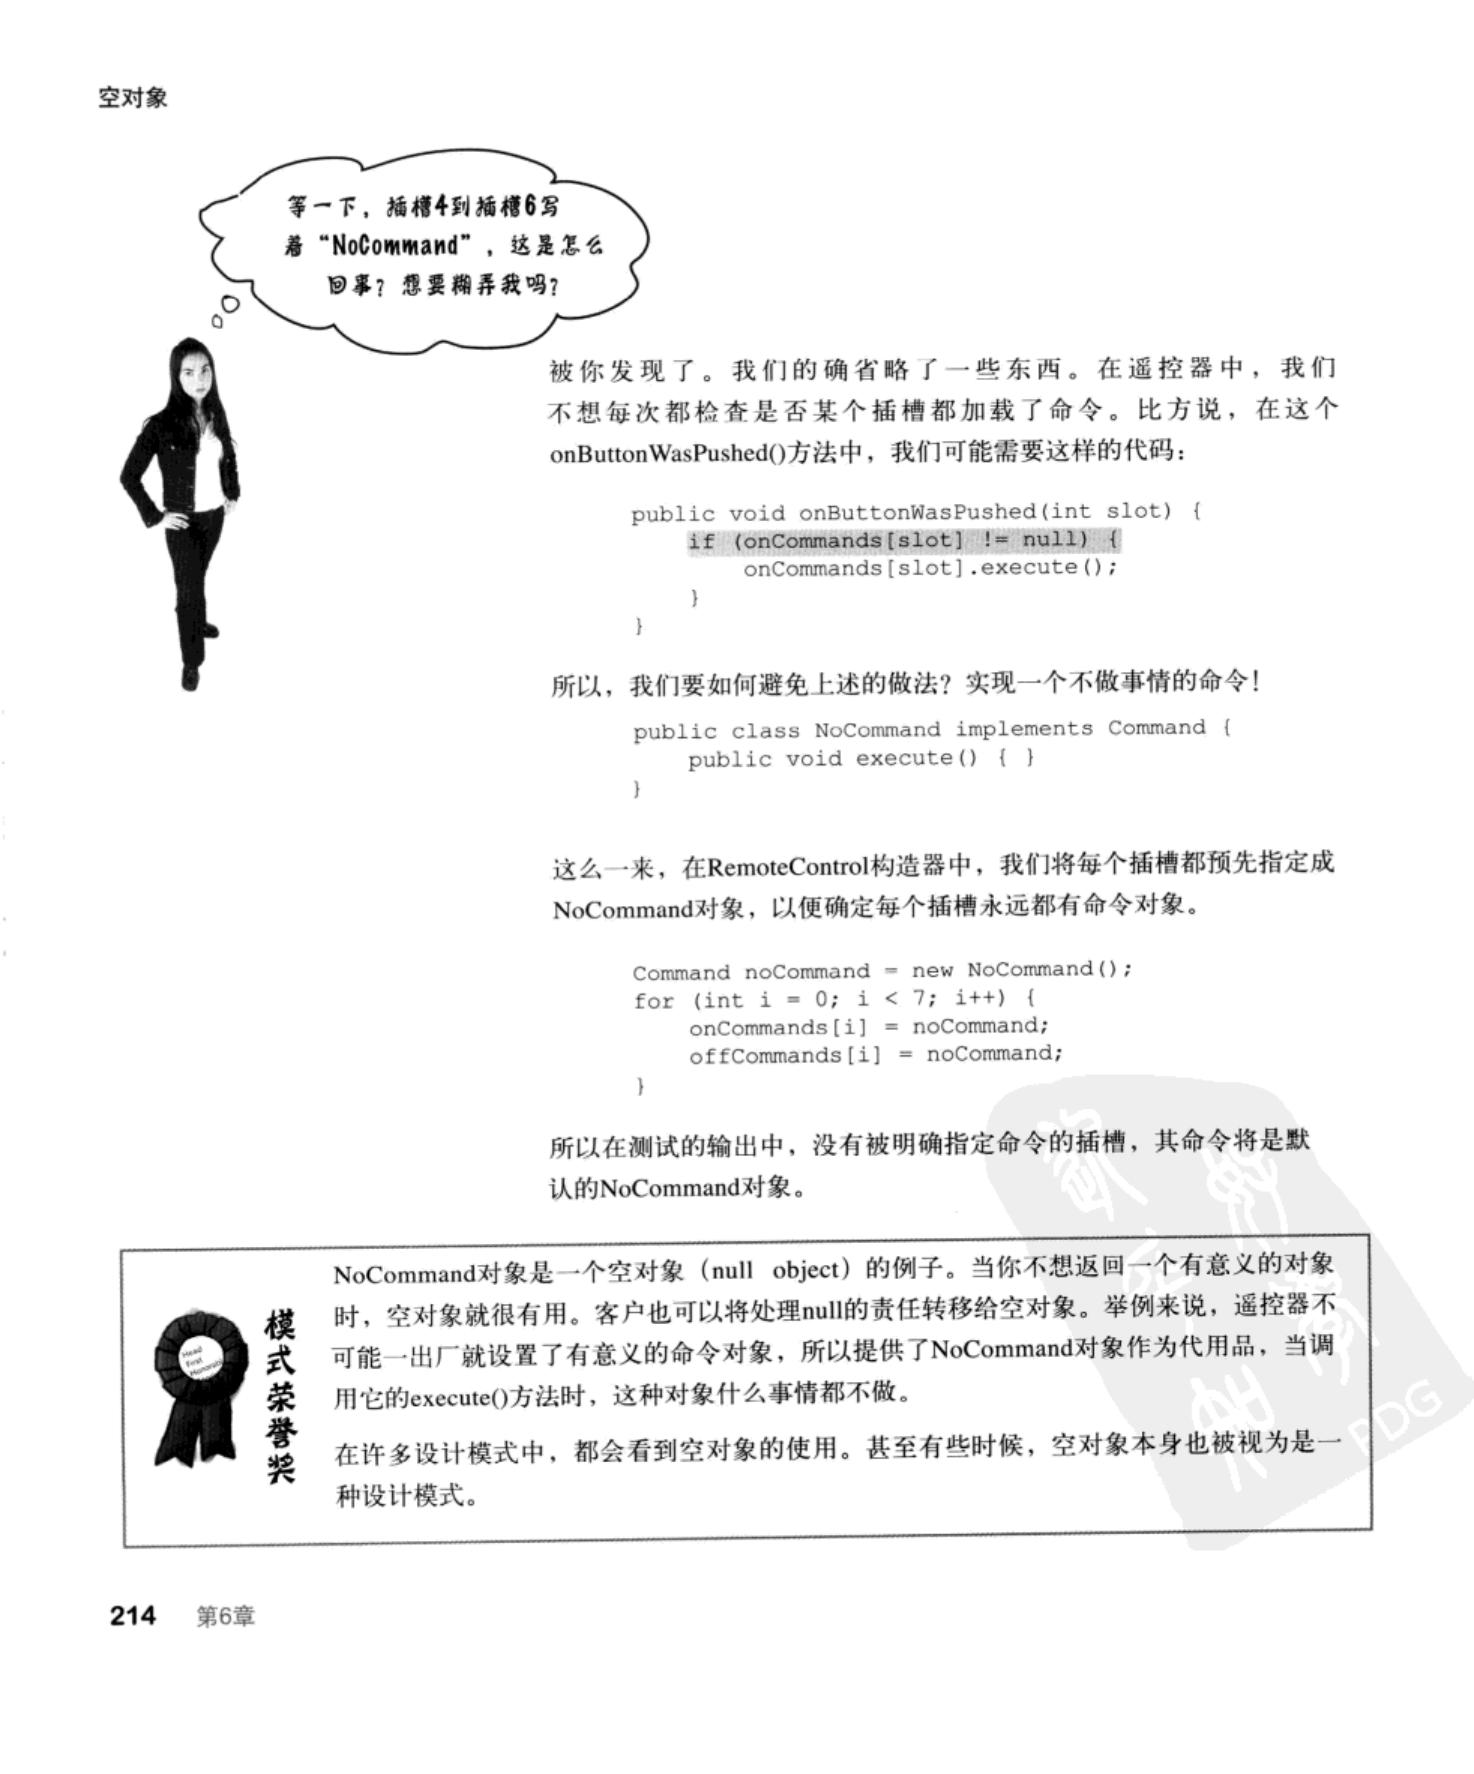 空对象
等一下，插槽4到插槽6写
着“NoCommand”，这是怎么
回事？想要糊弄我吗？
被你发现了。我们的确省略了一些东西。在遥控器中，我们
不想每次都检查是否某个插槽都加载了命令。比方说，在这个
onButtonWasPushed()方法中，我们可能需要这样的代码：
public void onButtonWasPushed(int slot) {
if (onCommands[slot] != null) {
onCommands[slot].execute();
}
}
所以，我们要如何避免上述的做法？实现一个不做事情的命令！
public class NoCommand implements Command {
public void execute() { }
}
这么一来，在RemoteControl构造器中，我们将每个插槽都预先指定成
NoCommand对象，以便确定每个插槽永远都有命令对象。
Command noCommand = new NoCommand();
for (int i = 0; i < 7; i++) {
onCommands[i] = noCommand;
offCommands[i] = noCommand;
}
所以在测试的输出中，没有被明确指定命令的插槽，其命令将是默
认的NoCommand对象。
Head
First
模式荣誉奖
NoCommand对象是一个空对象（null object）的例子。当你不想返回一个有意义的对象
时，空对象就很有用。客户也可以将处理null的责任转移给空对象。举例来说，遥控器不
可能一出厂就设置了有意义的命令对象，所以提供了NoCommand对象作为代用品，当调
用它的execute()方法时，这种对象什么事情都不做。
在许多设计模式中，都会看到空对象的使用。甚至有些时候，空对象本身也被视为是一
种设计模式。
PDG
214 第6章